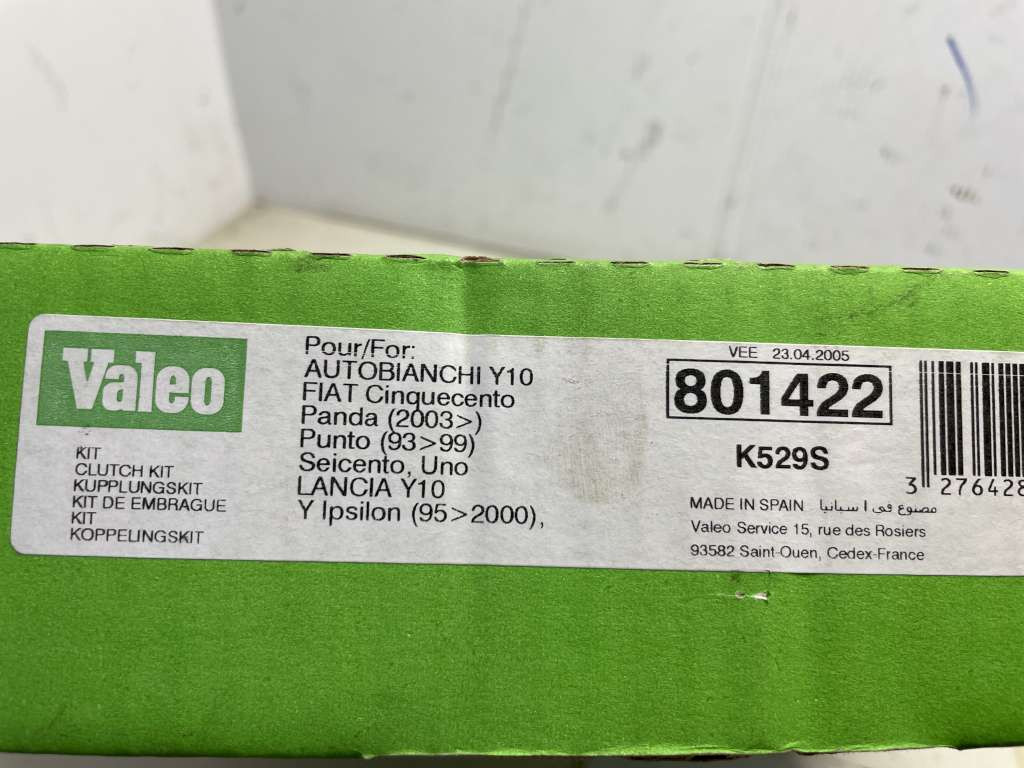 Valeo
KIT
CLUTCH KIT
KUPPLUNGSKIT
KIT DE EMBRAGUE
KIT
KOPPELINGSKIT
Pour/For:
AUTOBIANCHI Y10
FIAT Cinquecento
Panda (2003>)
Punto (93>99)
Seicento, Uno
LANCIA Y10
Y Ipsilon (95>2000),
VEE 23.04.2005
801422
K529S
3 276428
MADE IN SPAIN مصنوع في اسبانيا
Valeo Service 15, rue des Rosiers
93582 Saint-Ouen, Cedex-France